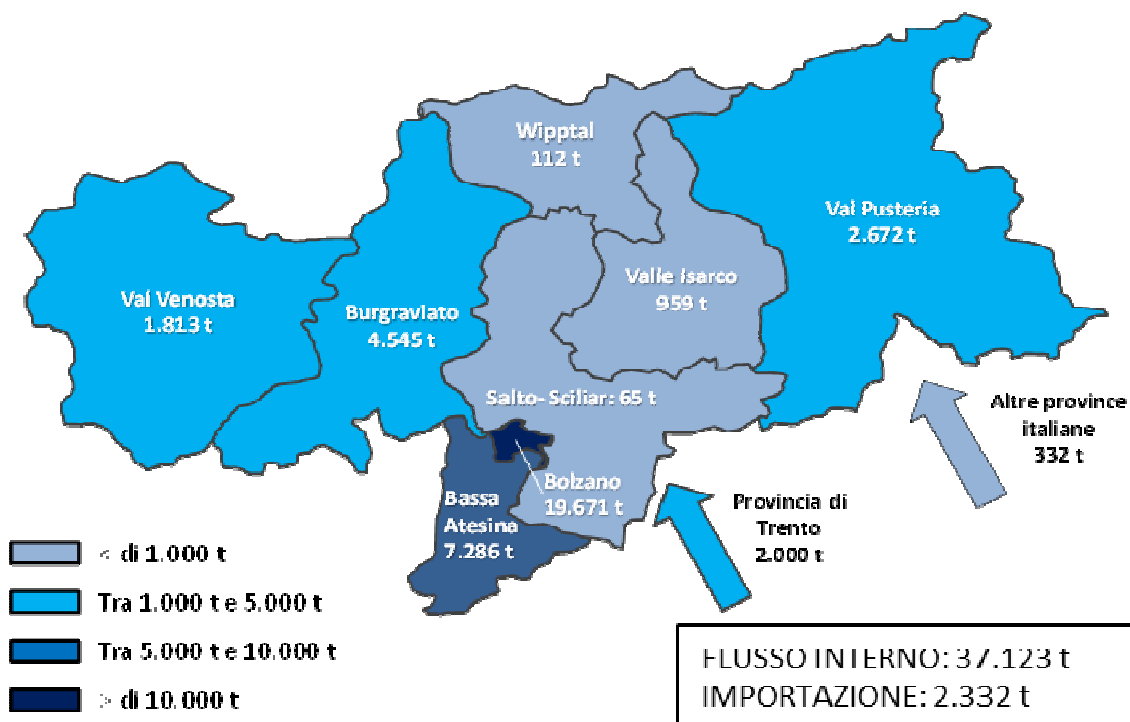 Wipptal
112 t
Val Pusteria
2.672 t
Valle Isarco
959 t
Val Venosta
1.813 t
Burgraviato
4.545 t
Salto- Sciliar: 65 t
Altre province
italiane
332 t
Bolzano
19.671 t
Bassa
Atesina
7.286 t
Provincia di
Trento
2.000 t
< di 1.000 t
Tra 1.000 t e 5.000 t
Tra 5.000 t e 10.000 t
> di 10.000 t
FLUSSO INTERNO: 37.123 t
IMPORTAZIONE: 2.332 t